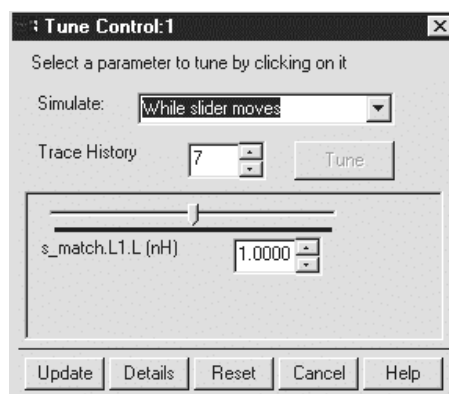 Tune Control:1
Select a parameter to tune by clicking on it
Simulate: While slider moves
Trace History 7 Tune
s_match.L1.L (nH) 1.0000
Update Details Reset Cancel Help